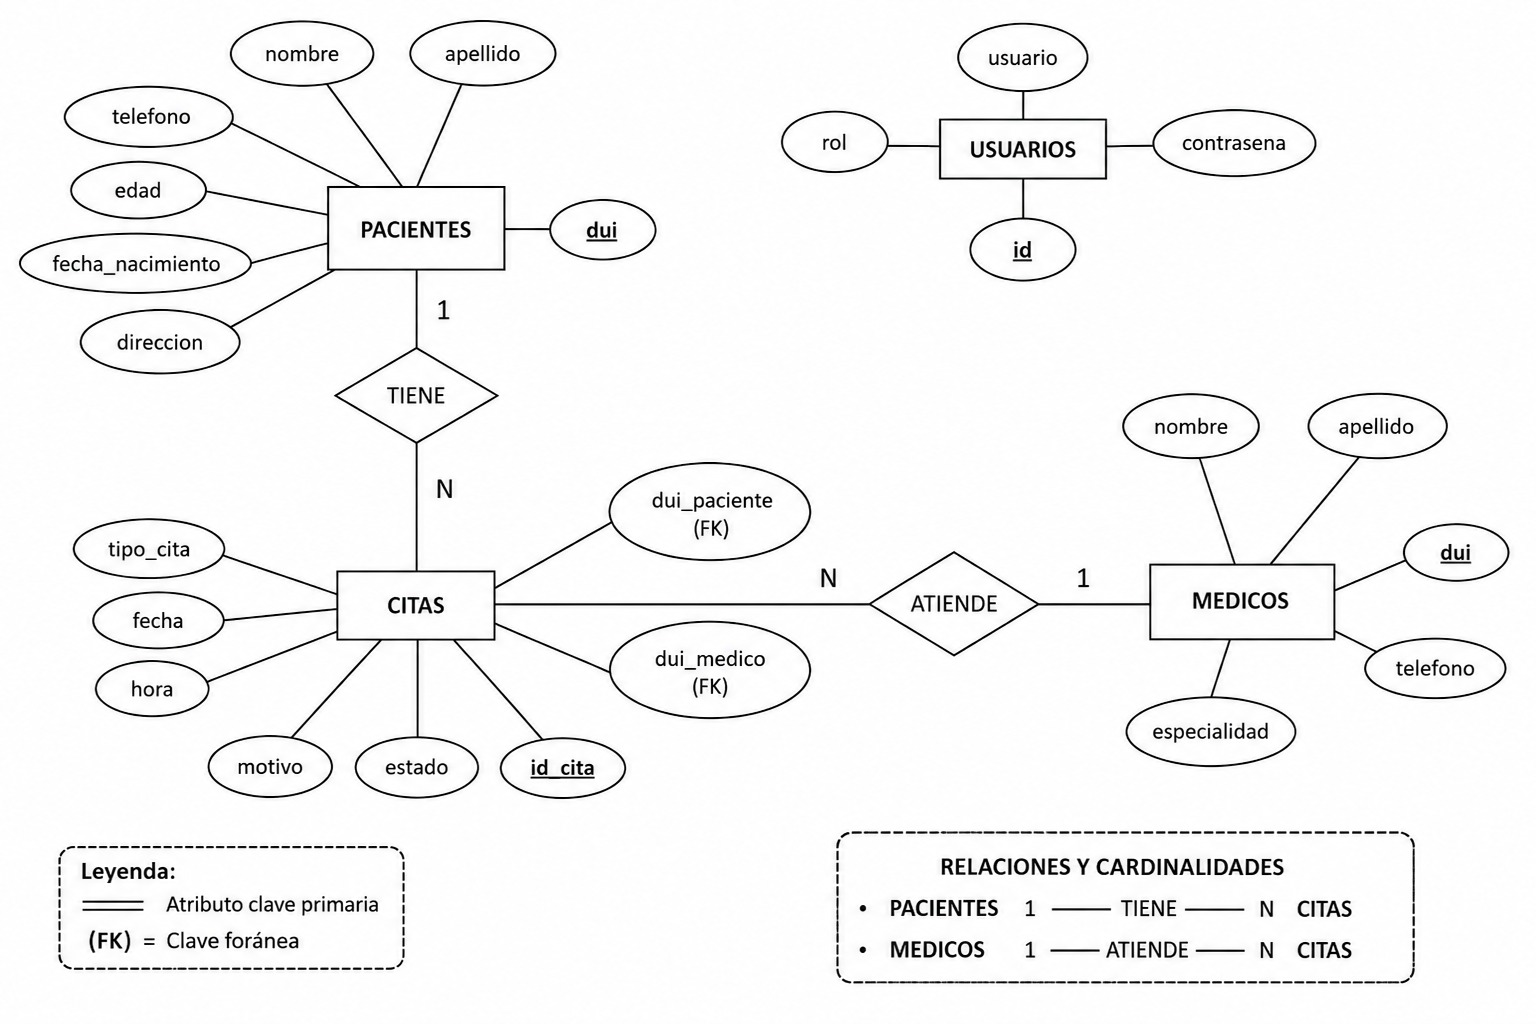 nombre
apellido
telefono
edad
fecha_nacimiento
direccion
PACIENTES
dui
usuario
rol
USUARIOS
contrasena
id
1
TIENE
N
tipo_cita
fecha
hora
CITAS
motivo
estado
id_cita
dui_paciente
(FK)
dui_medico
(FK)
N
ATIENDE
1
nombre
apellido
MEDICOS
dui
telefono
especialidad
Leyenda:
Atributo clave primaria
(FK) = Clave foránea
RELACIONES Y CARDINALIDADES
• PACIENTES 1 TIENE N CITAS
• MEDICOS 1 ATIENDE N CITAS